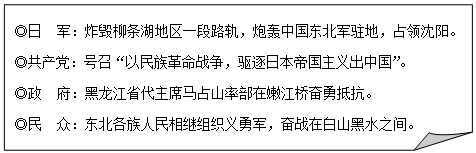 ◎日　军：炸毁柳条湖地区一段路轨，炮轰中国东北军驻地，占领沈阳。
◎共产党：号召“以民族革命战争，驱逐日本帝国主义出中国”。
◎政　府：黑龙江省代主席马占山率部在嫩江桥奋勇抵抗。
◎民　众：东北各族人民相继组织义勇军，奋战在白山黑水之间。